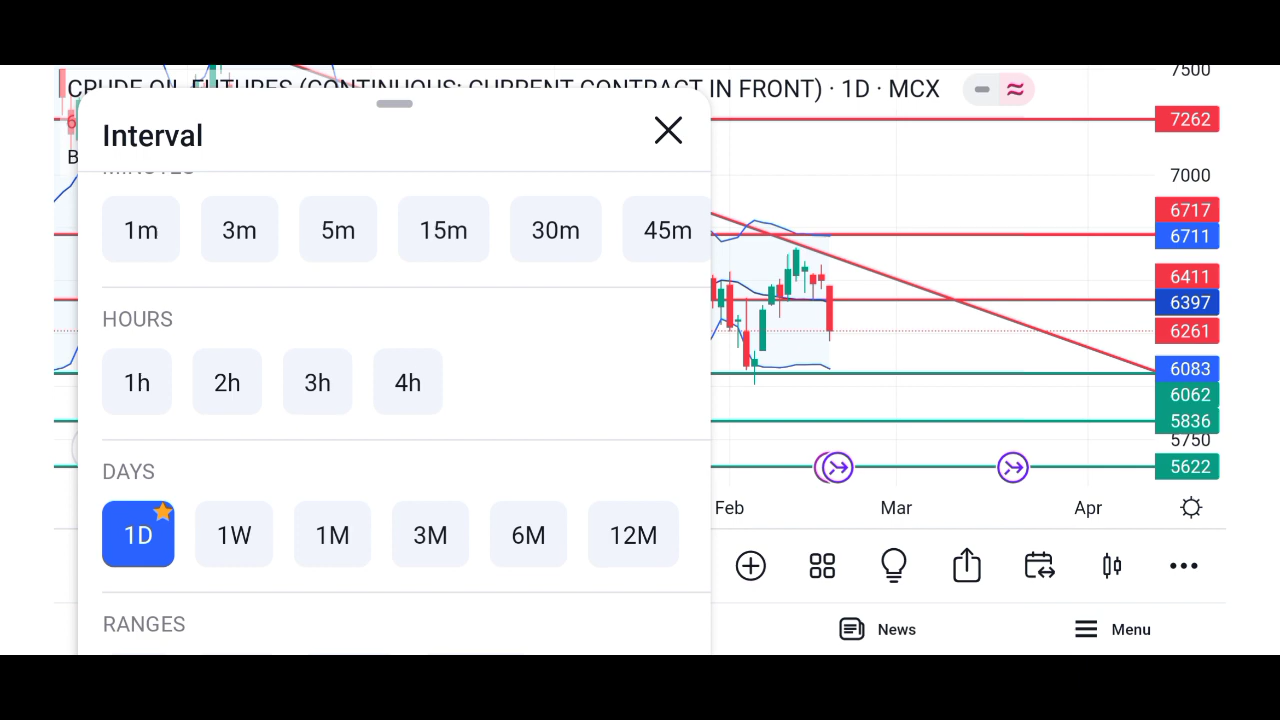 CRUDE OIL FUTURES (CONTINUOUS: CURRENT CONTRACT IN FRONT) · 1D · MCX
Interval
MINUTES
1m 3m 5m 15m 30m 45m
HOURS
1h 2h 3h 4h
DAYS
1D 1W 1M 3M 6M 12M
RANGES
7500
7262
7000
6717
6711
6411
6397
6261
6083
6062
5836
5750
5622
Feb Mar Apr
News Menu